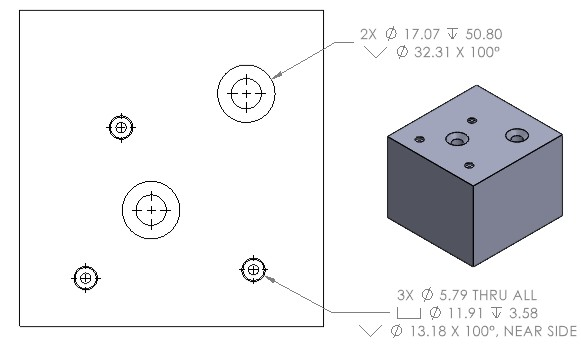 2X ∅ 17.07 ↧ 50.80
⌵ ∅ 32.31 X 100°
3X ∅ 5.79 THRU ALL
⌴ ∅ 11.91 ↧ 3.58
⌵ ∅ 13.18 X 100°, NEAR SIDE